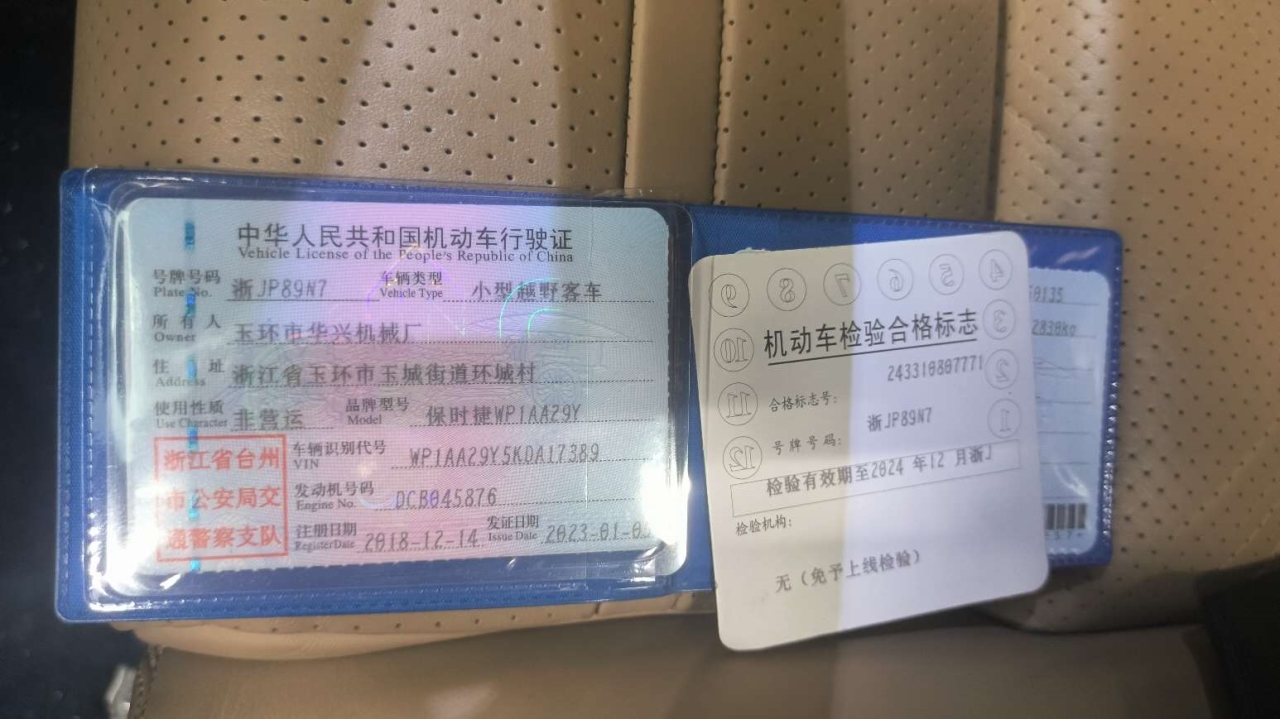 中华人民共和国机动车行驶证
Vehicle License of the People's Republic of China
号牌号码 浙JP89N7 车辆类型 小型越野客车
Plate No. Vehicle Type
所有人 玉环市华兴机械厂
Owner
住址 浙江省玉环市玉城街道环城村
Address
使用性质 非营运 品牌型号 保时捷WP1AA29Y
Use Character Model
浙江省台州
市公安局交
通警察支队
车辆识别代号 WP1AA29Y5KDA17389
VIN
发动机号码 DCB045876
Engine No.
注册日期 2018-12-14 发证日期 2023-01-05
Register Date Issue Date
9 8 7 6 5 4
10 3
11 2
12 1
机动车检验合格标志
243310807771
合格标志号:
号牌号码: 浙JP89N7
检验有效期至2024 年12 月浙J
检验机构:
无(免予上线检验)